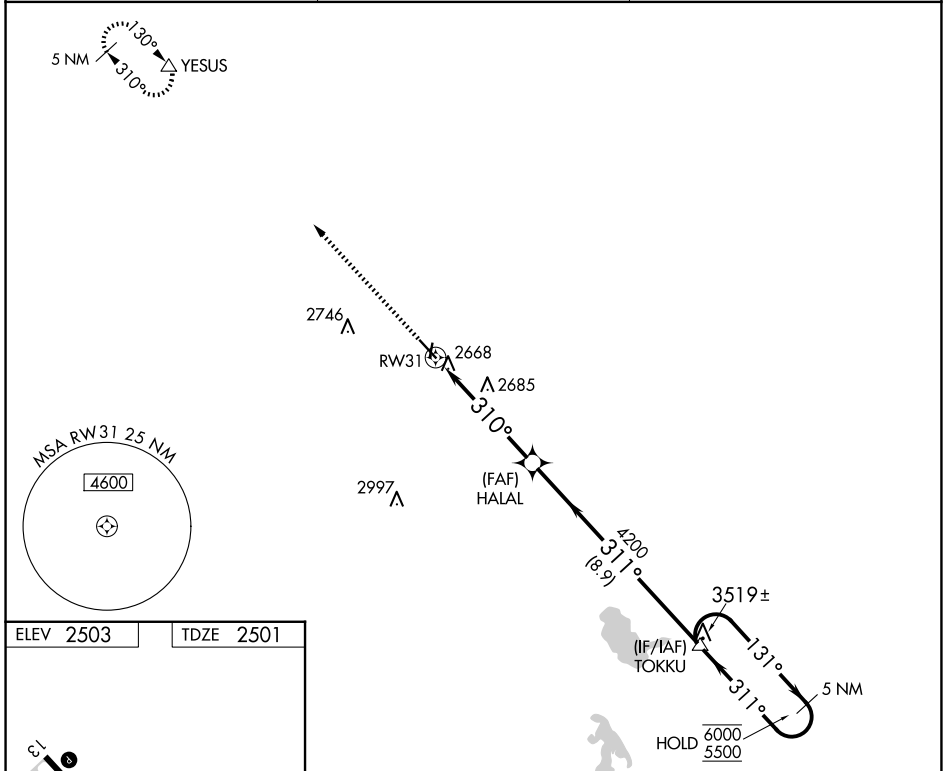 130°
5 NM
310°
YESUS
2746
RW31
2668
2685
310°
(FAF)
HALAL
2997
MSA RW31 25 NM
4600
4200
311°
(8.9)
3519±
(IF/IAF)
TOKKU
131°
311°
5 NM
HOLD 6000
5500
ELEV 2503
TDZE 2501
13
P